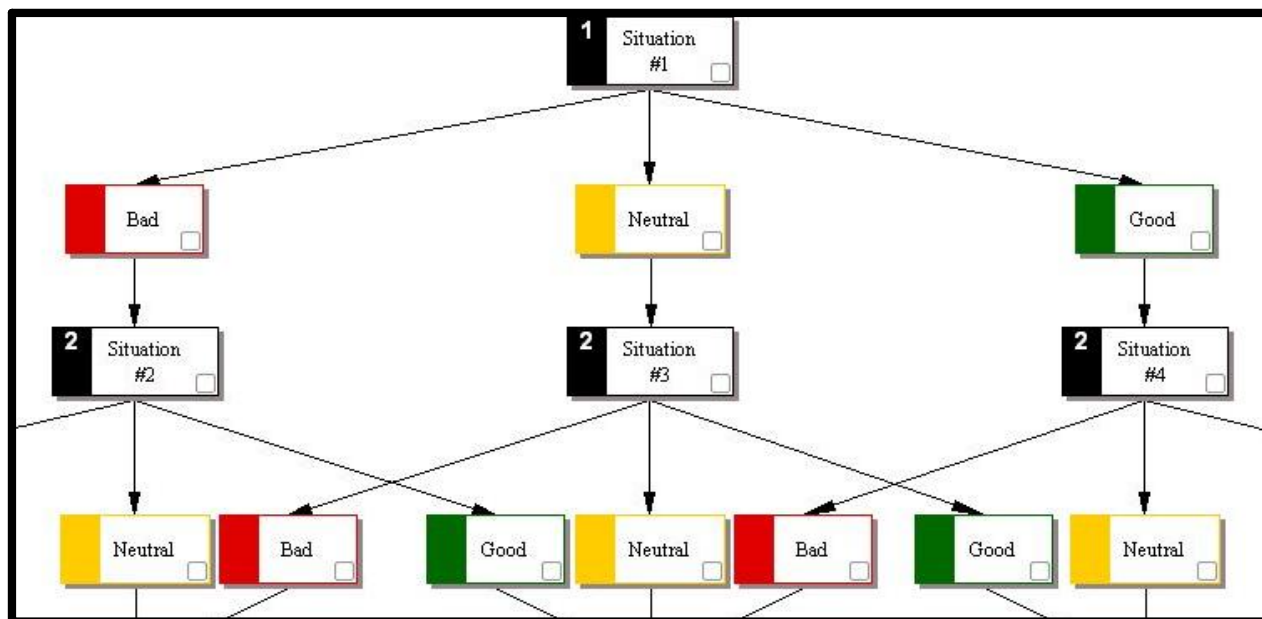 1
Situation
#1
Bad
Neutral
Good
2
Situation
#2
2
Situation
#3
2
Situation
#4
Neutral
Bad
Good
Neutral
Bad
Good
Neutral